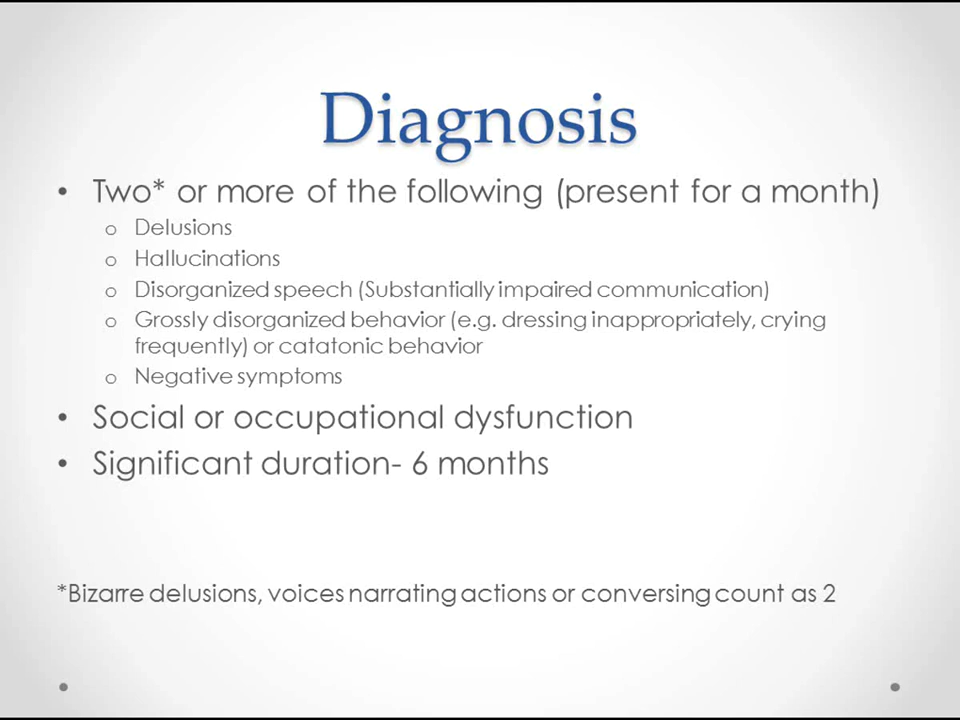 Diagnosis
• Two* or more of the following (present for a month)
o Delusions
o Hallucinations
o Disorganized speech (Substantially impaired communication)
o Grossly disorganized behavior (e.g. dressing inappropriately, crying
frequently) or catatonic behavior
o Negative symptoms
• Social or occupational dysfunction
• Significant duration- 6 months
*Bizarre delusions, voices narrating actions or conversing count as 2